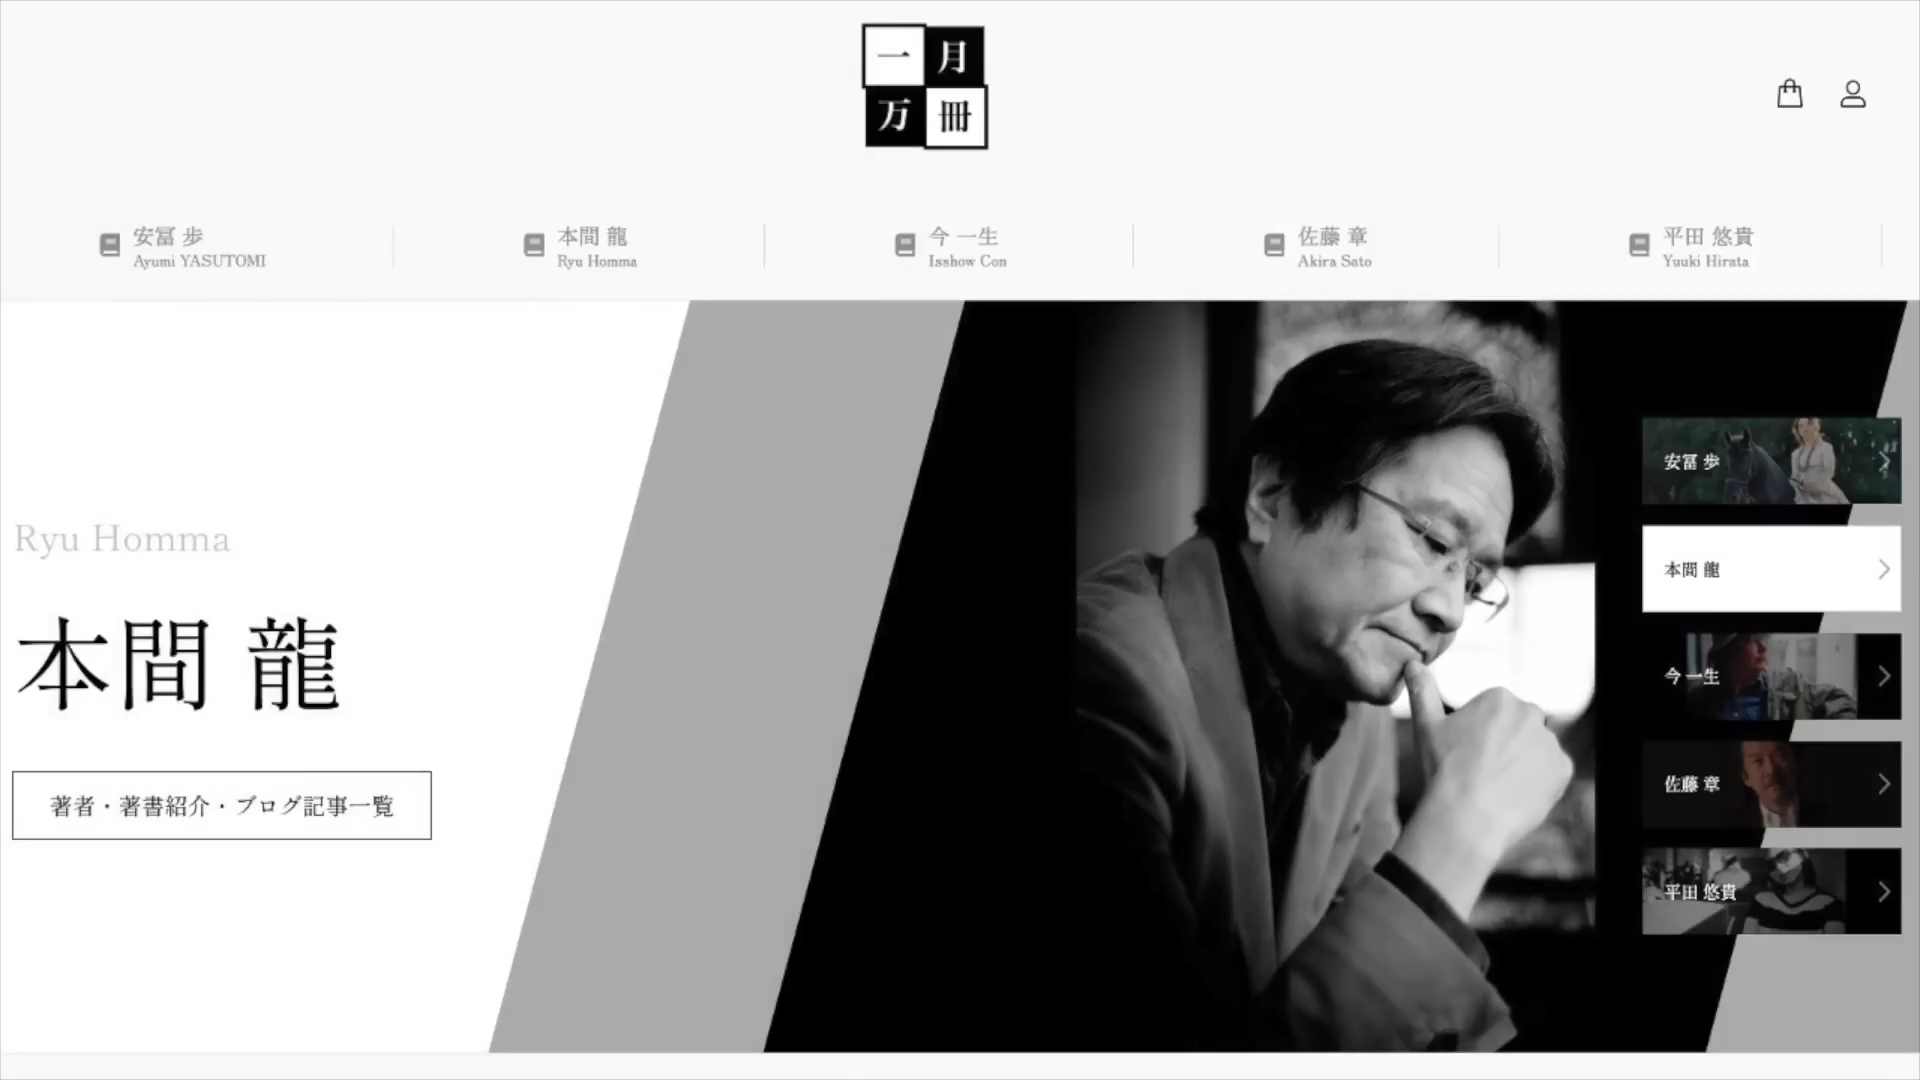 一月
万冊
安冨 歩
Ayumi YASUTOMI
本間 龍
Ryu Homma
今 一生
Isshow Con
佐藤 章
Akira Sato
平田 悠貴
Yuuki Hirata
Ryu Homma
本間 龍
著者・著書紹介・ブログ記事一覧
安冨 歩
本間 龍
今 一生
佐藤 章
平田 悠貴